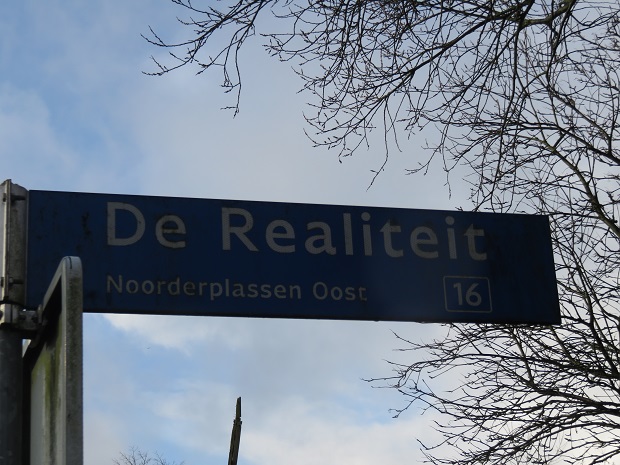 De Realiteit
Noorderplassen Oost 16